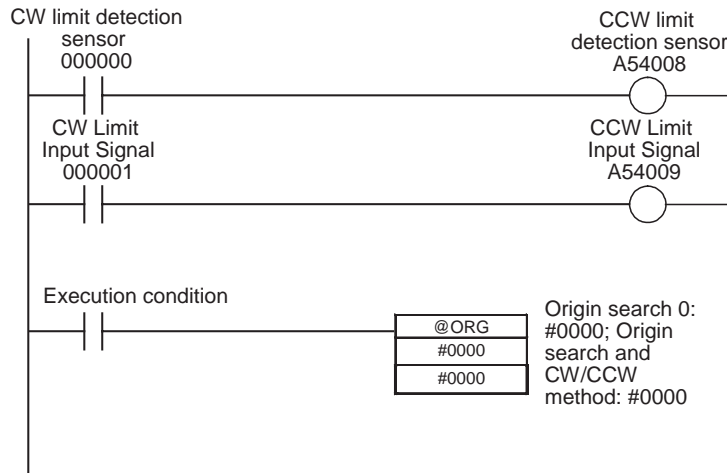 CW limit detection
sensor
000000
CCW limit
detection sensor
A54008
CW Limit
Input Signal
000001
CCW Limit
Input Signal
A54009
Execution condition
@ORG
#0000
#0000
Origin search 0:
#0000; Origin
search and
CW/CCW
method: #0000